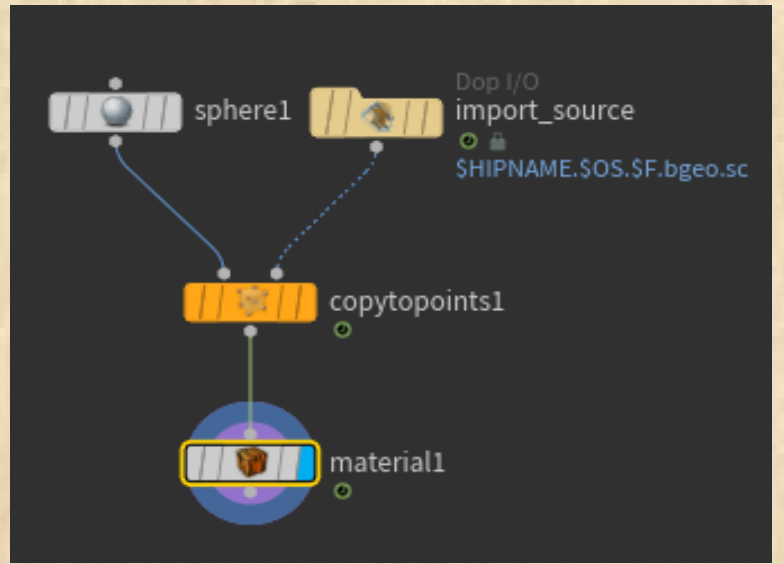 Dop I/O
sphere1
import_source
$HIPNAME.$OS.$F.bgeo.sc
copytopoints1
material1